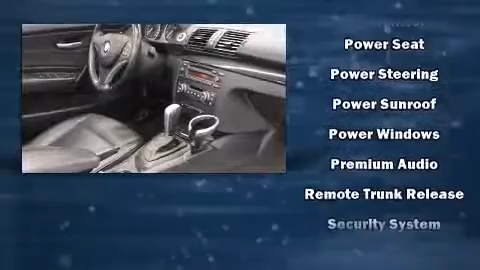 Power Seat
Power Steering
Power Sunroof
Power Windows
Premium Audio
Remote Trunk Release
Security System